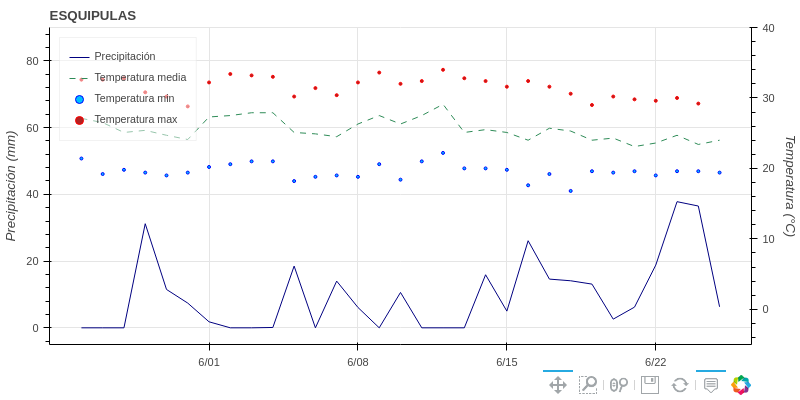 ESQUIPULAS
Precipitación
Temperatura media
Temperatura min
Temperatura max
Precipitación (mm)
80
60
40
20
0
Temperatura (°C)
40
30
20
10
0
6/01
6/08
6/15
6/22